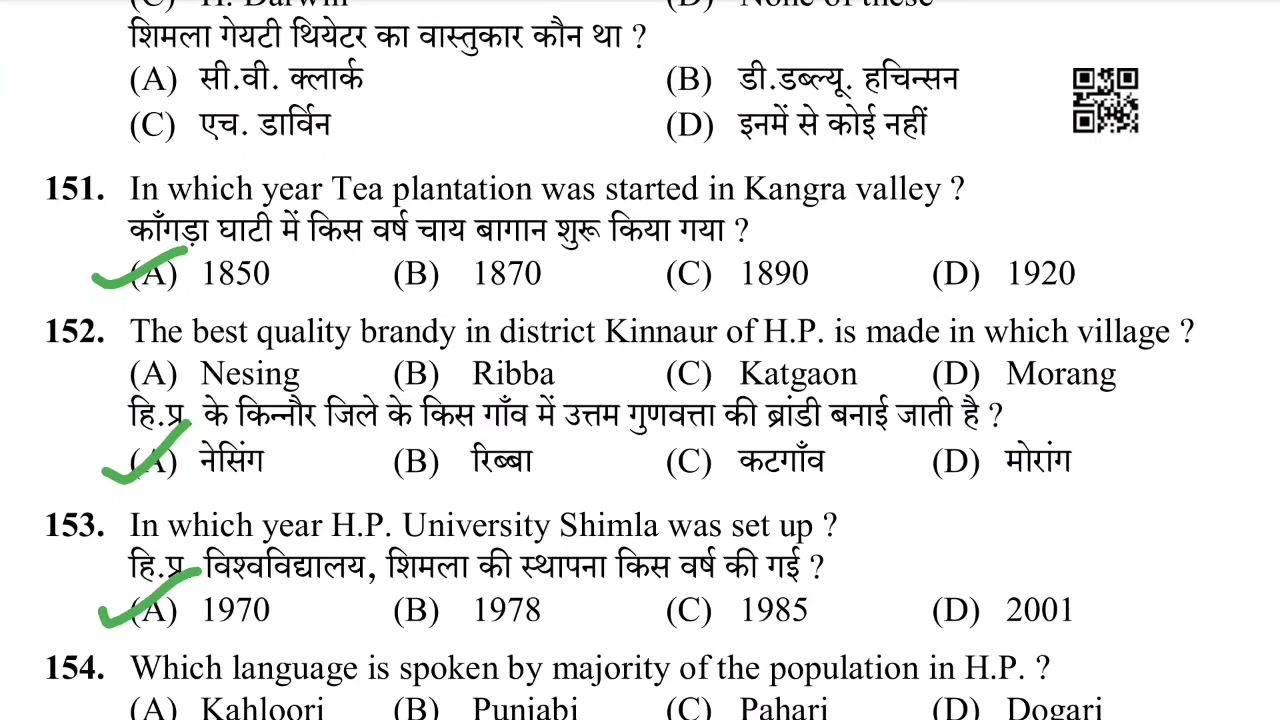 (C) H. Darwin (D) None of these
शिमला गेयटी थियेटर का वास्तुकार कौन था ?
(A) सी.वी. क्लार्क (B) डी.डब्ल्यू. हचिन्सन
(C) एच. डार्विन (D) इनमें से कोई नहीं
151. In which year Tea plantation was started in Kangra valley ?
काँगड़ा घाटी में किस वर्ष चाय बागान शुरू किया गया ?
(A) 1850 (B) 1870 (C) 1890 (D) 1920
152. The best quality brandy in district Kinnaur of H.P. is made in which village ?
(A) Nesing (B) Ribba (C) Katgaon (D) Morang
हि.प्र. के किन्नौर जिले के किस गाँव में उत्तम गुणवत्ता की ब्रांडी बनाई जाती है ?
(A) नेसिंग (B) रिब्बा (C) कटगाँव (D) मोरांग
153. In which year H.P. University Shimla was set up ?
हि.प्र. विश्वविद्यालय, शिमला की स्थापना किस वर्ष की गई ?
(A) 1970 (B) 1978 (C) 1985 (D) 2001
154. Which language is spoken by majority of the population in H.P. ?
(A) Kahloori (B) Punjabi (C) Pahari (D) Dogari